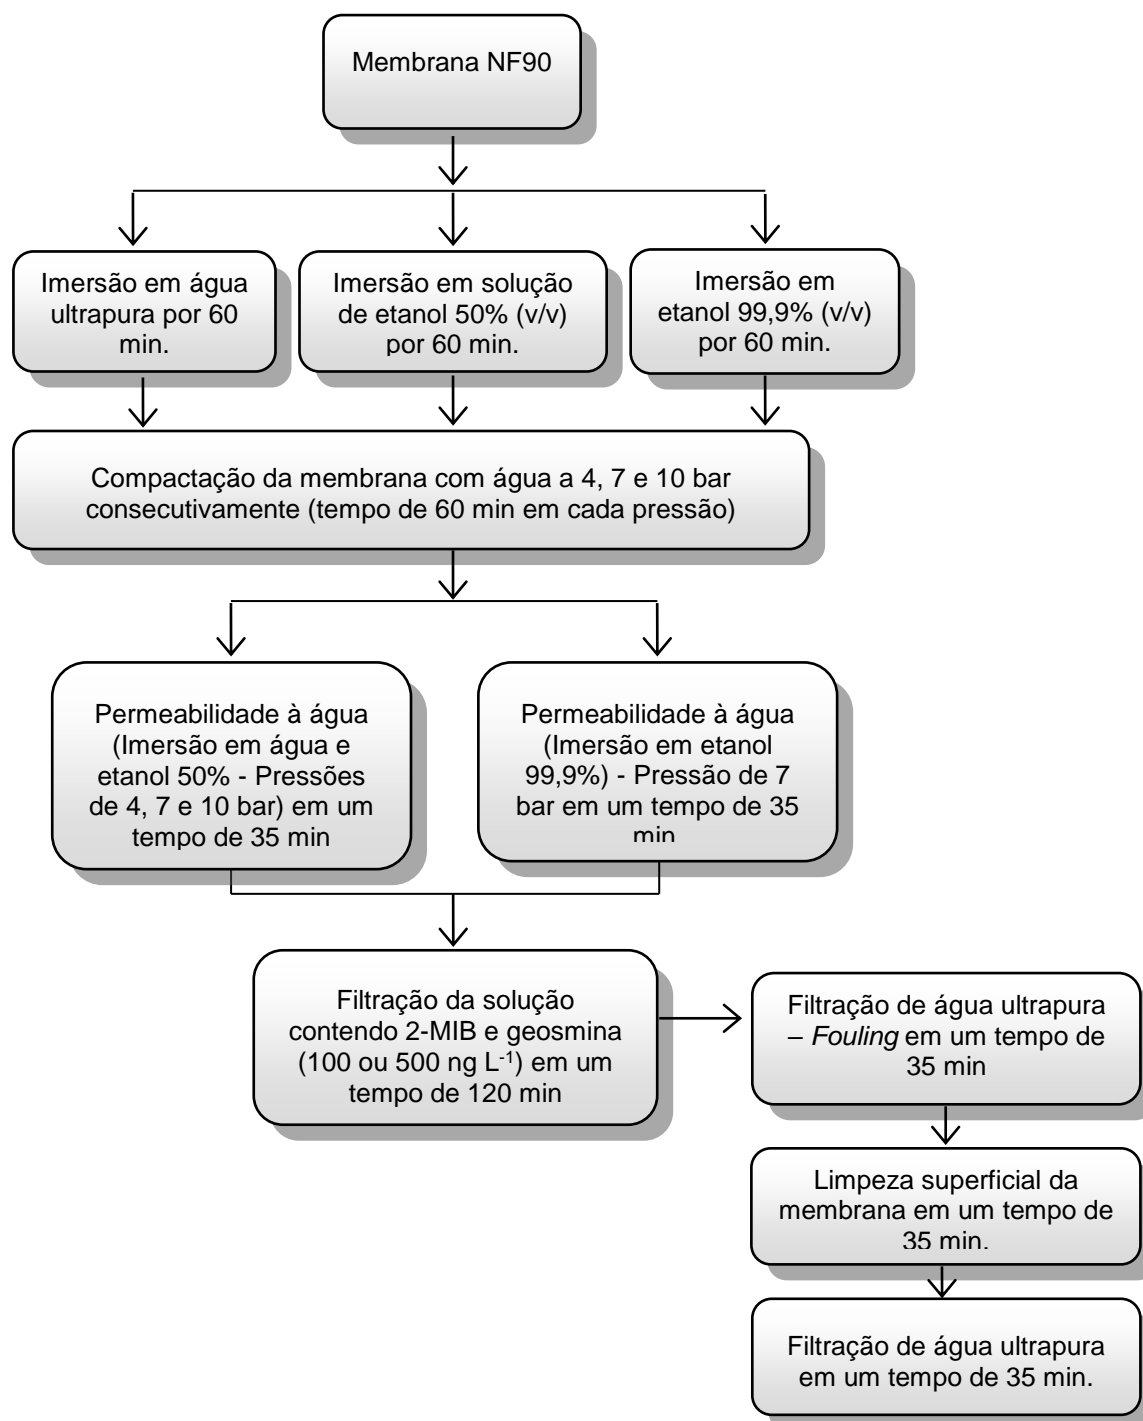 Membrana NF90
Imersão em água
ultrapura por 60
min.
Imersão em solução
de etanol 50% (v/v)
por 60 min.
Imersão em
etanol 99,9% (v/v)
por 60 min.
Compactação da membrana com água a 4, 7 e 10 bar
consecutivamente (tempo de 60 min em cada pressão)
Permeabilidade à água
(Imersão em água e
etanol 50% - Pressões
de 4, 7 e 10 bar) em um
tempo de 35 min
Permeabilidade à água
(Imersão em etanol
99,9%) - Pressão de 7
bar em um tempo de 35
min
Filtração da solução
contendo 2-MIB e geosmina
(100 ou 500 ng L⁻¹) em um
tempo de 120 min
Filtração de água ultrapura
– Fouling em um tempo de
35 min
Limpeza superficial da
membrana em um tempo de
35 min.
Filtração de água ultrapura
em um tempo de 35 min.